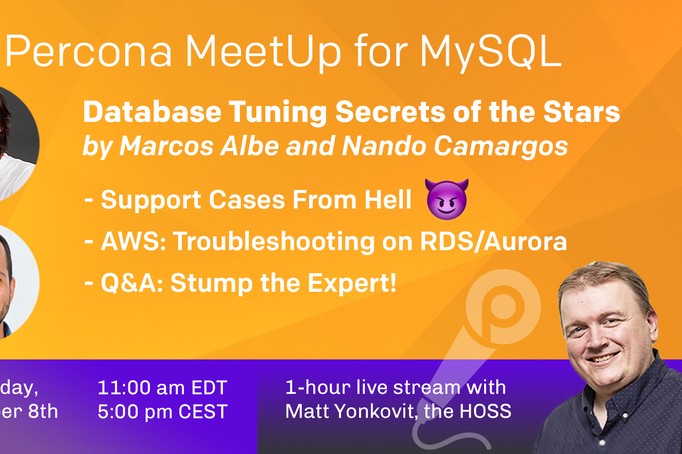 Percona MeetUp for MySQL
Database Tuning Secrets of the Stars
by Marcos Albe and Nando Camargos
- Support Cases From Hell
- AWS: Troubleshooting on RDS/Aurora
- Q&A: Stump the Expert!
day,
er 8th
11:00 am EDT
5:00 pm CEST
1-hour live stream with
Matt Yonkovit, the HOSS